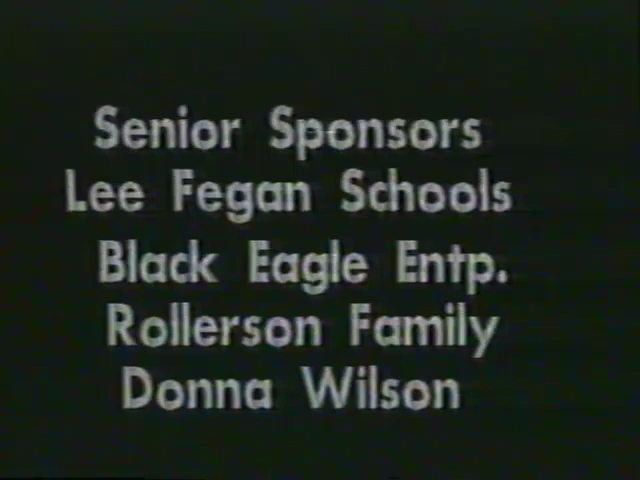 Senior Sponsors
Lee Fegan Schools
Black Eagle Entp.
Rollerson Family
Donna Wilson